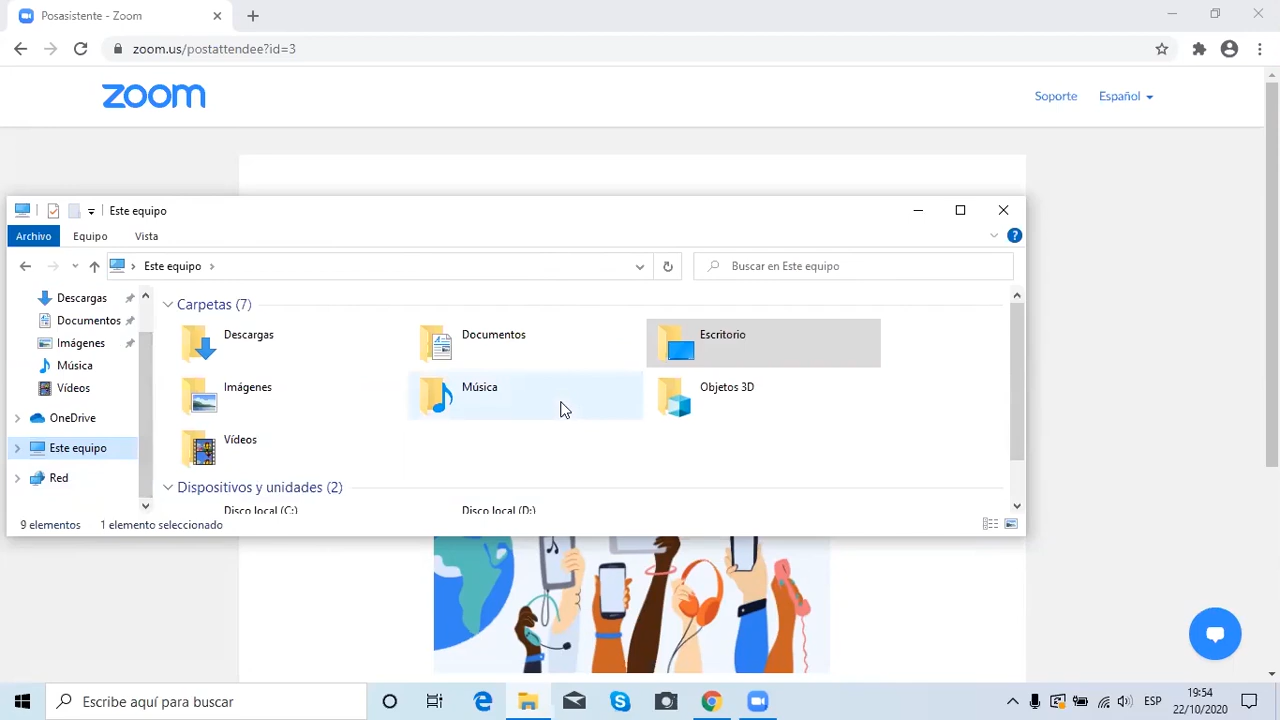 Posasistente - Zoom
zoom.us/postattendee?id=3
zoom
Soporte
Español
Este equipo
Archivo
Equipo
Vista
Este equipo
Buscar en Este equipo
Descargas
Documentos
Imágenes
Música
Vídeos
OneDrive
Este equipo
Red
Carpetas (7)
Descargas
Documentos
Escritorio
Imágenes
Música
Objetos 3D
Vídeos
Dispositivos y unidades (2)
Disco local (C:)
Disco local (D:)
9 elementos
1 elemento seleccionado
Escribe aquí para buscar
ESP
19:54
22/10/2020